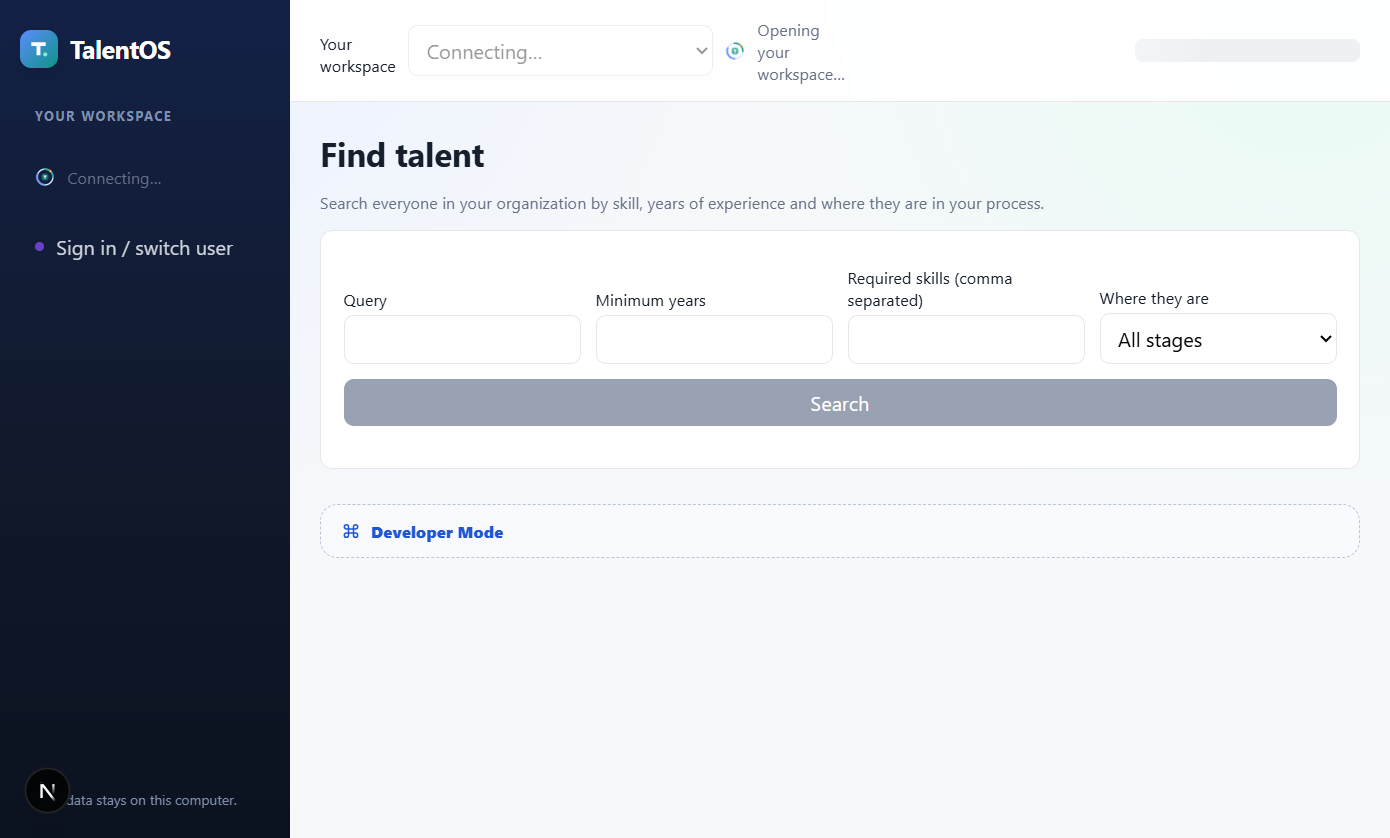 T.
TalentOS
YOUR WORKSPACE
Connecting...
Sign in / switch user
N
data stays on this computer.
Your
workspace
Connecting...
Opening
your
workspace...
Find talent
Search everyone in your organization by skill, years of experience and where they are in your process.
Query
Minimum years
Required skills (comma
separated)
Where they are
All stages
Search
⌘ Developer Mode